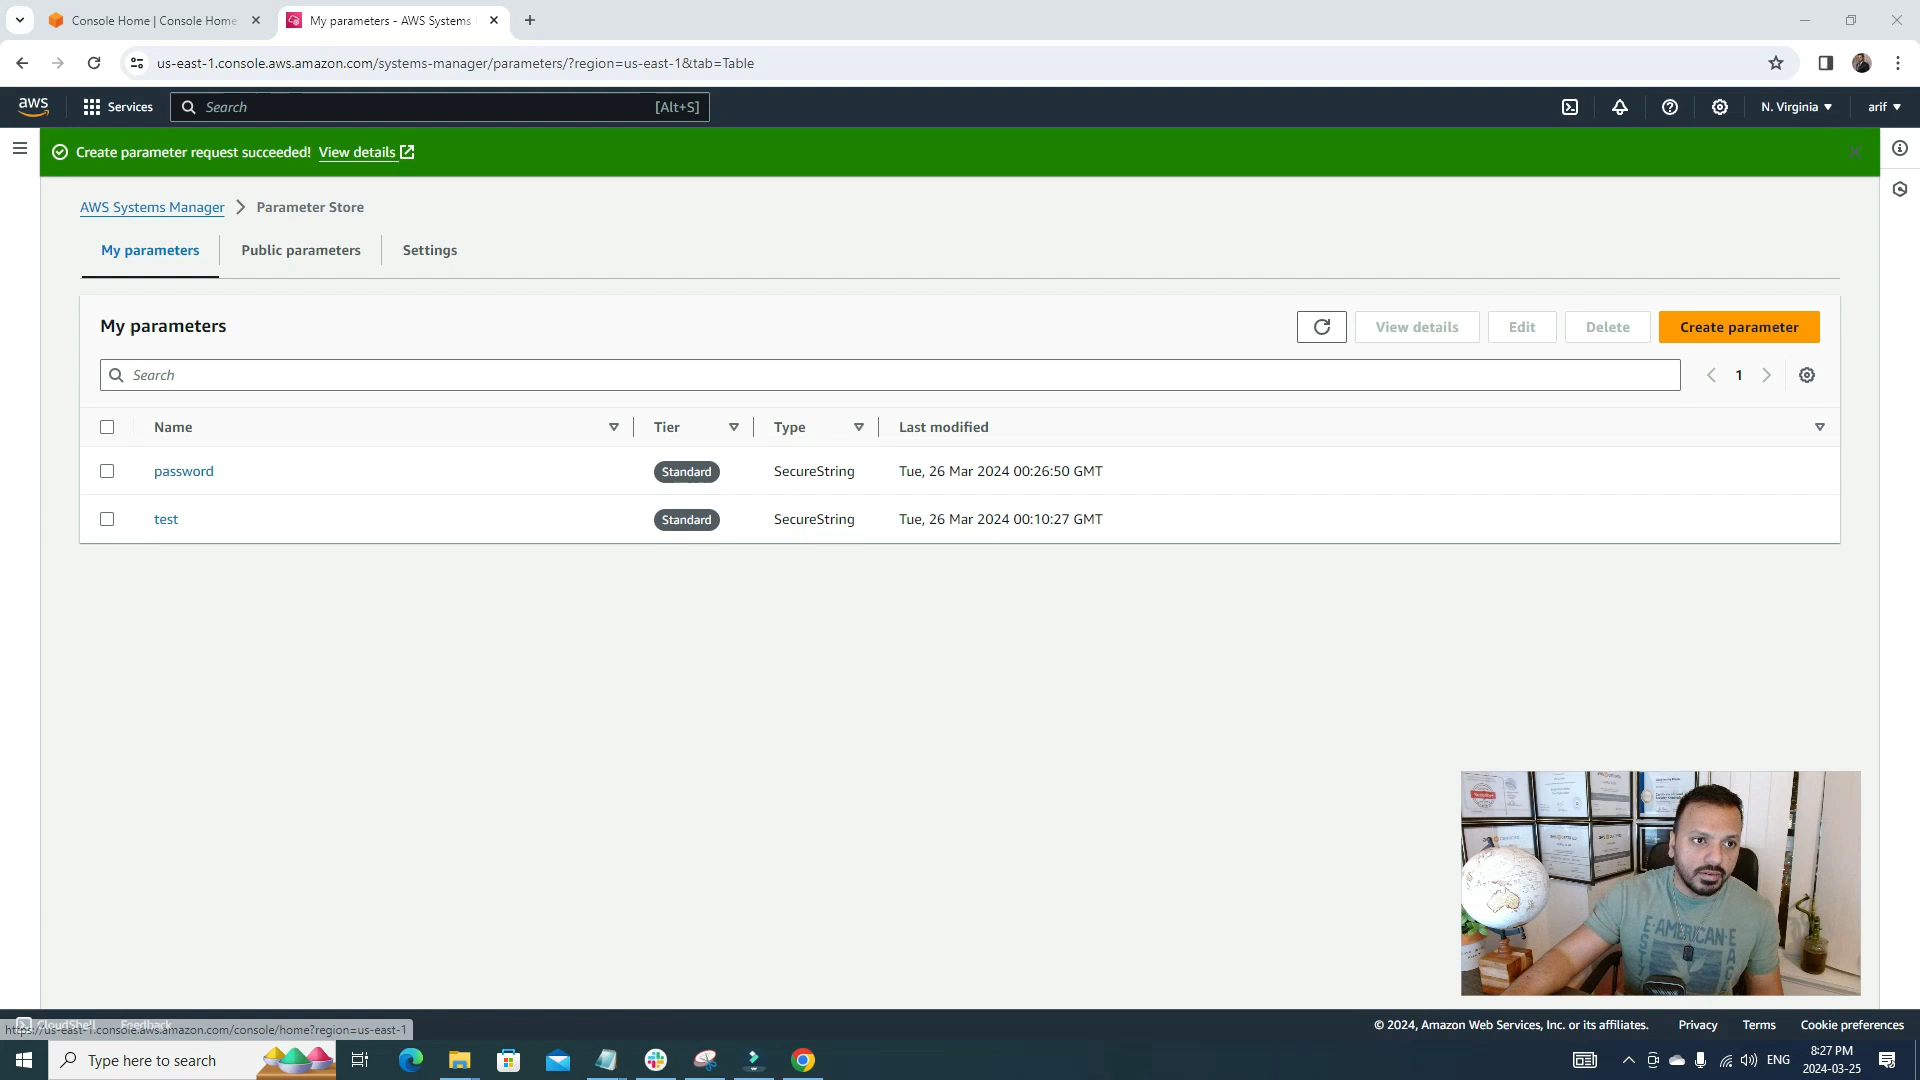 Console Home | Console Home
My parameters - AWS Systems
us-east-1.console.aws.amazon.com/systems-manager/parameters/?region=us-east-1&tab=Table
aws
Services
Search
[Alt+S]
N. Virginia
arif
Create parameter request succeeded! View details
AWS Systems Manager
Parameter Store
My parameters
Public parameters
Settings
My parameters
View details
Edit
Delete
Create parameter
Search
1
Name
Tier
Type
Last modified
password
Standard
SecureString
Tue, 26 Mar 2024 00:26:50 GMT
test
Standard
SecureString
Tue, 26 Mar 2024 00:10:27 GMT
CloudShell
Feedback
https://us-east-1.console.aws.amazon.com/console/home?region=us-east-1
© 2024, Amazon Web Services, Inc. or its affiliates.
Privacy
Terms
Cookie preferences
Type here to search
ENG
8:27 PM
2024-03-25